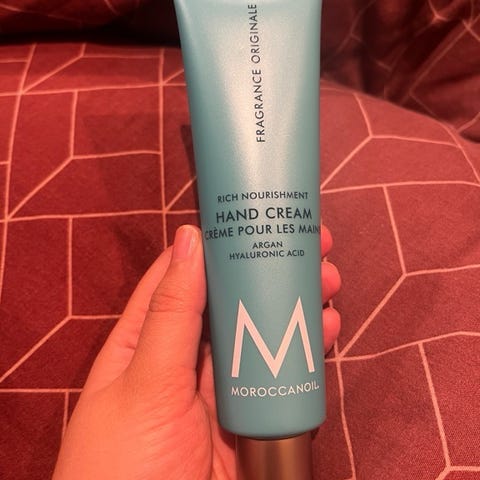 FRAGRANCE ORIGINALE
RICH NOURISHMENT
HAND CREAM
CRÈME POUR LES MAINS
ARGAN
HYALURONIC ACID
M
MOROCCANOIL.